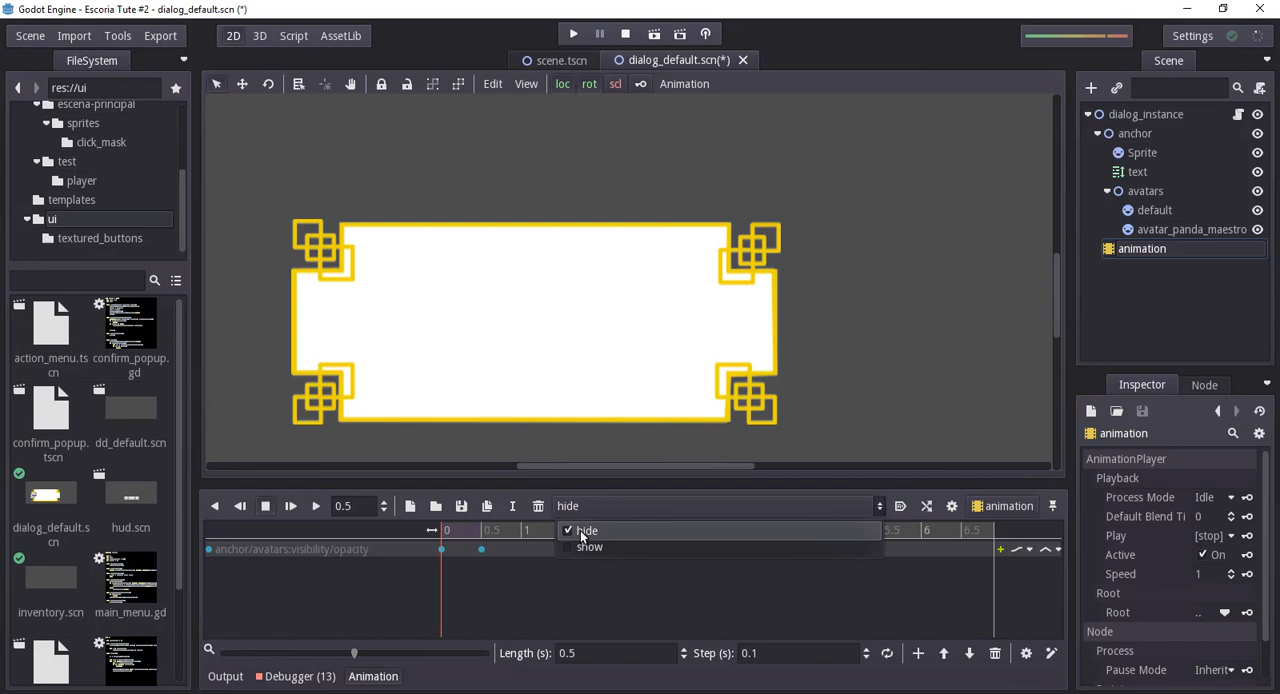 Godot Engine - Escoria Tute #2 - dialog_default.scn (*)
Scene Import Tools Export
2D 3D Script AssetLib
Settings
FileSystem
scene.tscn
dialog_default.scn(*)
Scene
res://ui
Edit View loc rot scl Animation
escena-principal
sprites
click_mask
test
player
templates
ui
textured_buttons
dialog_instance
anchor
Sprite
text
avatars
default
avatar_panda_maestro
animation
action_menu.ts
cn
confirm_popup.
gd
confirm_popup.
tscn
dd_default.scn
dialog_default.s
cn
hud.scn
inventory.scn
main_menu.gd
Inspector Node
animation
AnimationPlayer
Playback
Process Mode Idle
Default Blend Ti 0
Play [stop]
Active On
Speed 1
Root
Root ..
Node
Process
Pause Mode Inherit
0.5
hide
animation
0 0.5 1 5.5 6 6.5
hide
show
anchor/avatars:visibility/opacity
Length (s): 0.5
Step (s): 0.1
Output Debugger (13) Animation